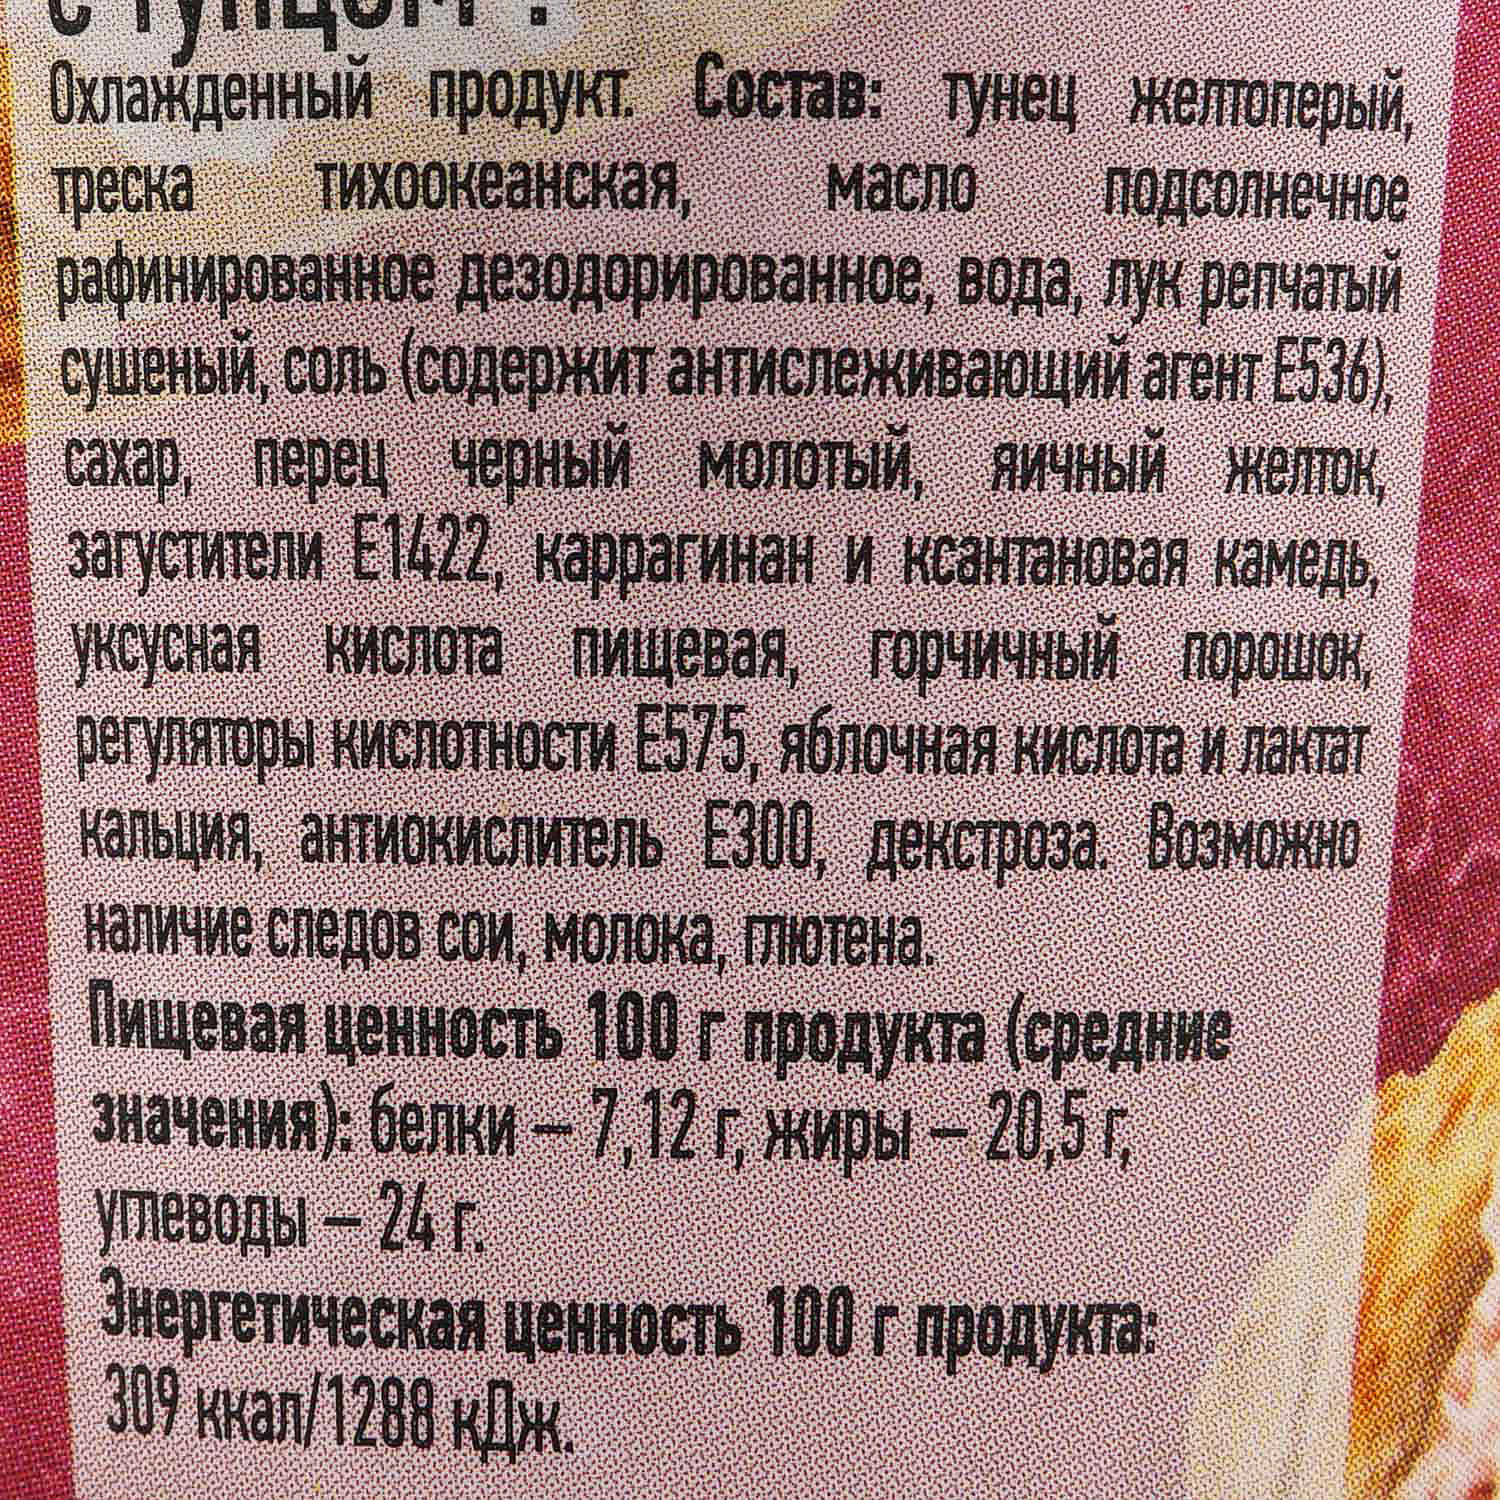 с тунцом".
Охлажденный продукт. Состав: тунец желтоперый,
треска тихоокеанская, масло подсолнечное
рафинированное дезодорированное, вода, лук репчатый
сушеный, соль (содержит антислеживающий агент Е536),
сахар, перец черный молотый, яичный желток,
загустители Е1422, каррагинан и ксантановая камедь,
уксусная кислота пищевая, горчичный порошок,
регуляторы кислотности Е575, яблочная кислота и лактат
кальция, антиокислитель Е300, декстроза. Возможно
наличие следов сои, молока, глютена.
Пищевая ценность 100 г продукта (средние
значения): белки – 7,12 г, жиры – 20,5 г,
углеводы – 24 г.
Энергетическая ценность 100 г продукта:
309 ккал/1288 кДж.